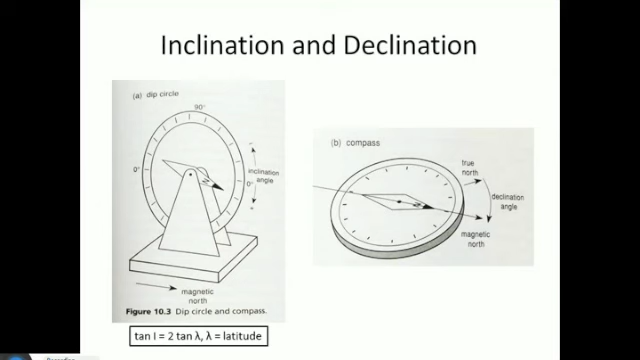 Inclination and Declination
(a) dip circle
90°
0°
inclination
angle
0°
N
magnetic
north
Figure 10.3 Dip circle and compass.
tan I = 2 tan λ, λ = latitude
(b) compass
true
north
declination
angle
magnetic
north